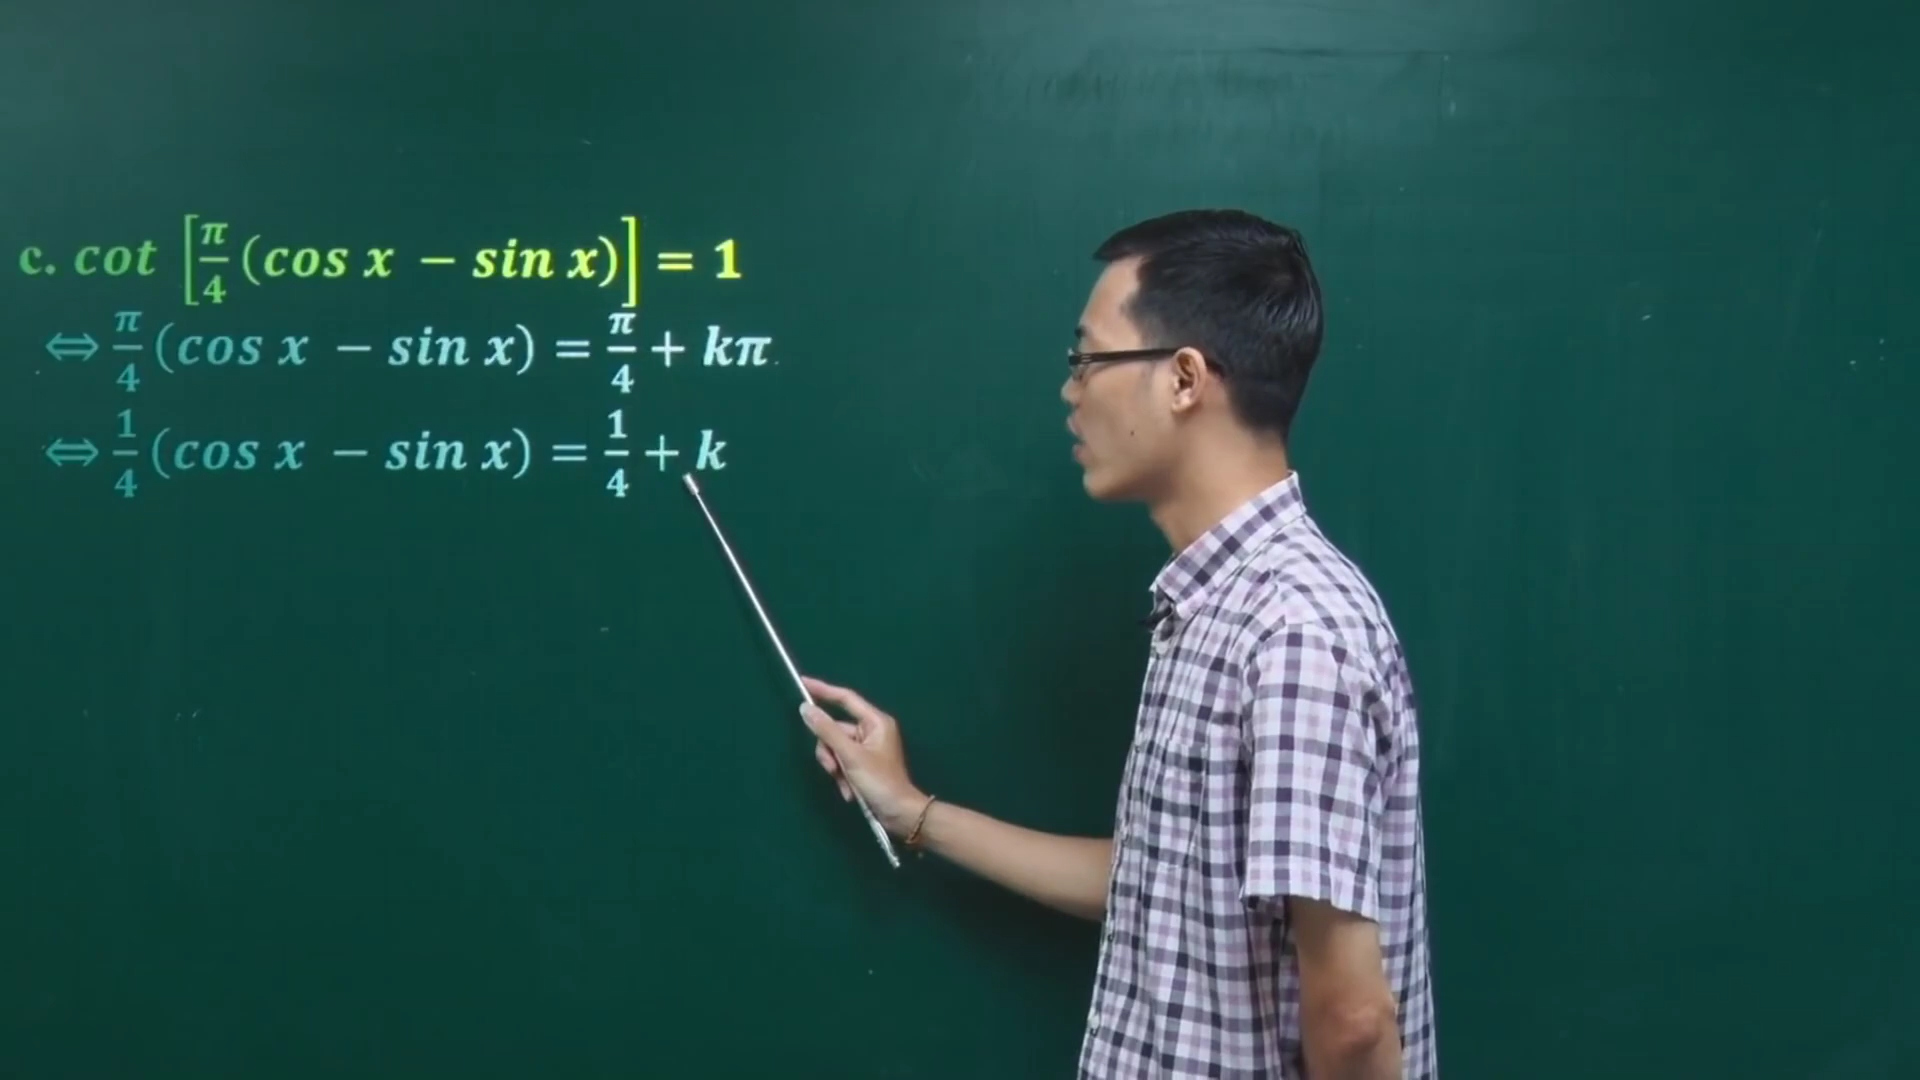 c. cot [π/4 (cos x − sin x)] = 1
⇔ π/4 (cos x − sin x) = π/4 + kπ
⇔ 1/4 (cos x − sin x) = 1/4 + k